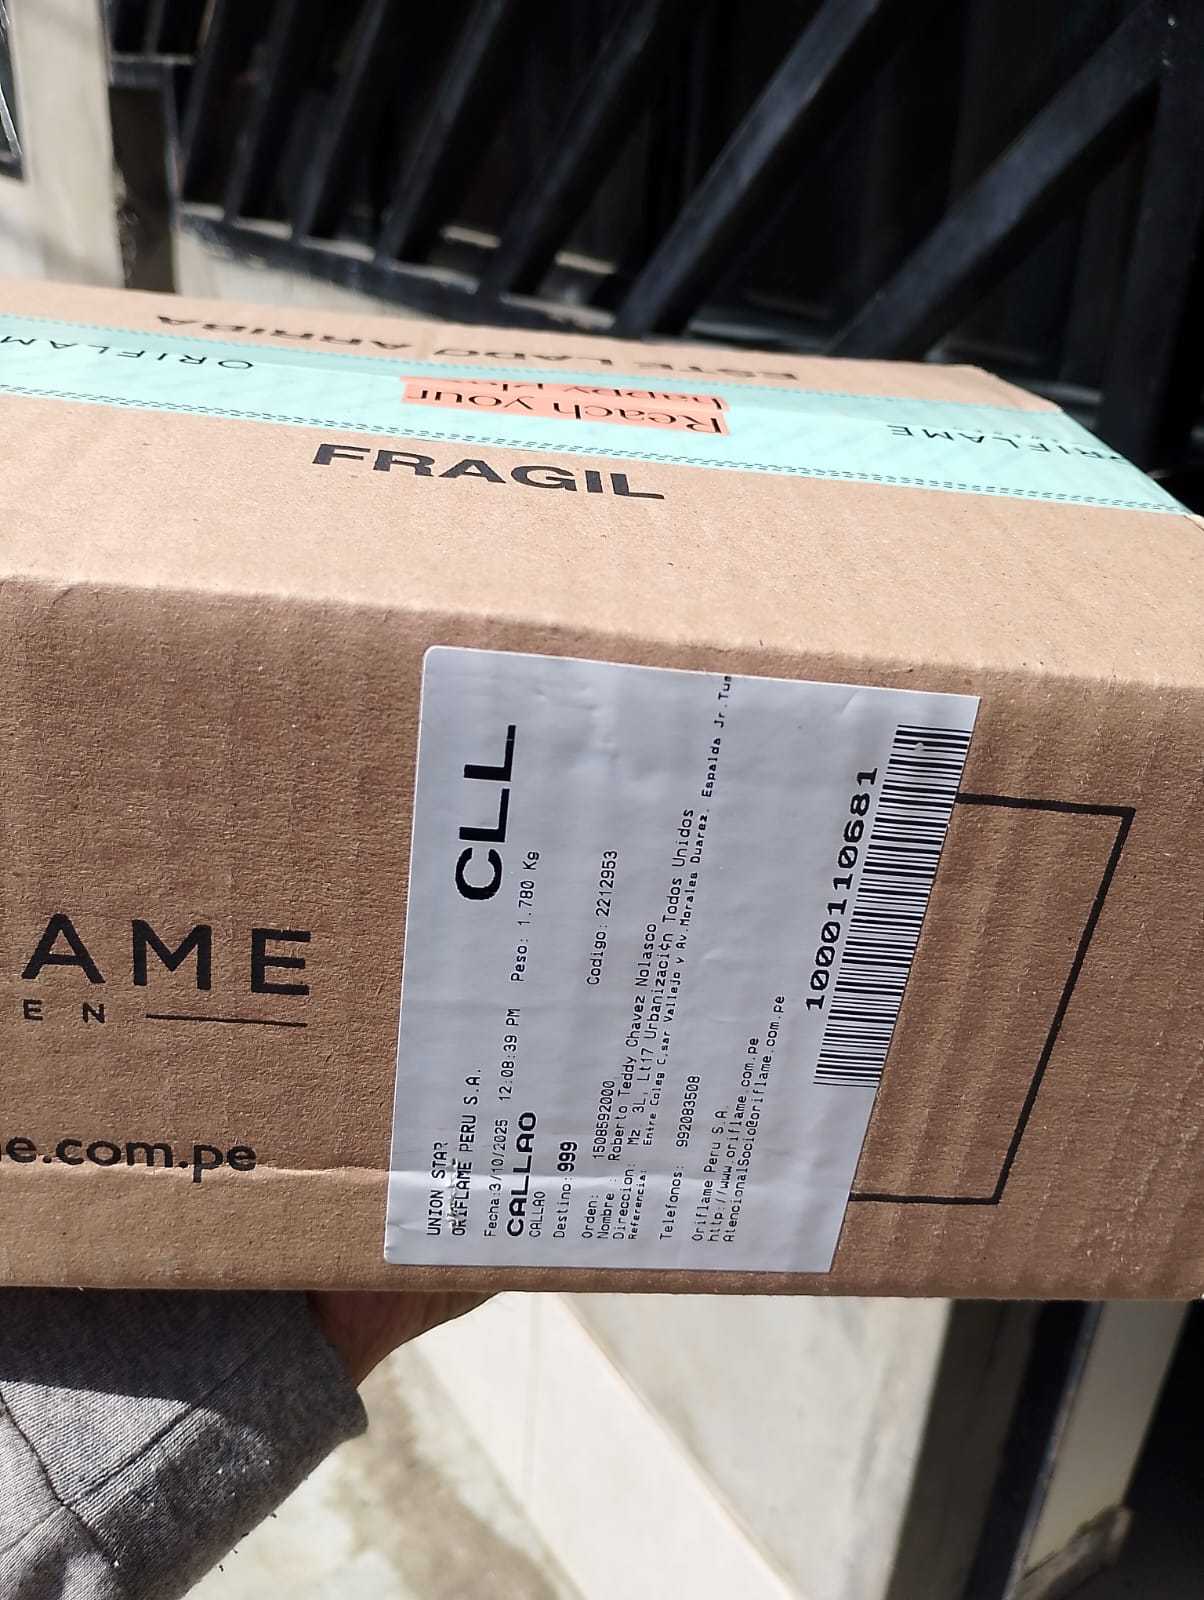 ESTE LADO ARRIBA
ORIFLAME
ORIFLAME
ORIFLAME
Reach your
happy
FRAGIL
AME
EN
e.com.pe
CLL
UNION STAR
ORIFLAME PERU S.A.
Fecha:3/10/2025 12:08:39 PM Peso: 1.780 Kg
CALLAO
CALLAO
Destino: 999
Orden: 1508592000 Codigo: 2212953
Nombre : Roberto Teddy Chavez Nolasco
Direccion: Mz 3L, Lt17 Urbanizaci¢n Todos Unidos
Referencia: Entre Coleg C,sar Vallejo y Av.Morales Duarez. Espalda Jr.Tum
Telefonos: 992083508
Oriflame Peru S.A.
http://www.oriflame.com.pe
AtencionalSocio@oriflame.com.pe
1000110681